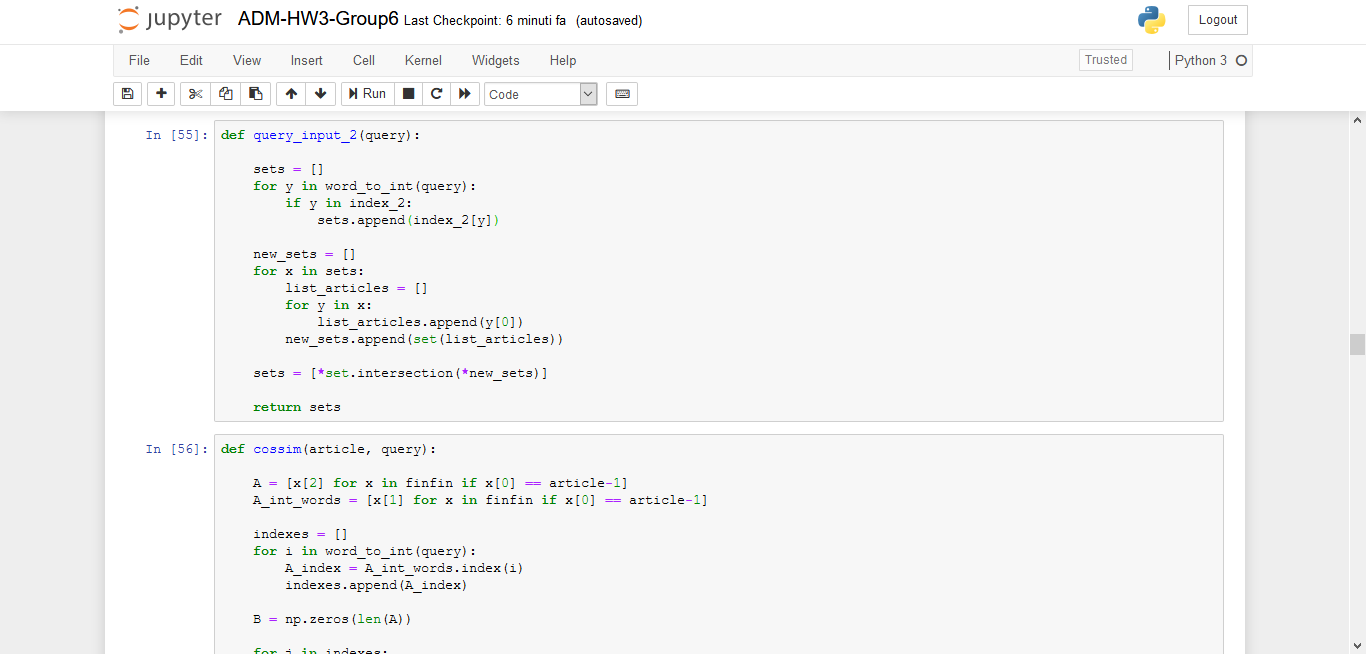 jupyter ADM-HW3-Group6 Last Checkpoint: 6 minuti fa (autosaved) Logout
File Edit View Insert Cell Kernel Widgets Help Trusted Python 3
Run Code
In [55]: def query_input_2(query):
sets = []
for y in word_to_int(query):
if y in index_2:
sets.append(index_2[y])
new_sets = []
for x in sets:
list_articles = []
for y in x:
list_articles.append(y[0])
new_sets.append(set(list_articles))
sets = [*set.intersection(*new_sets)]
return sets
In [56]: def cossim(article, query):
A = [x[2] for x in finfin if x[0] == article-1]
A_int_words = [x[1] for x in finfin if x[0] == article-1]
indexes = []
for i in word_to_int(query):
A_index = A_int_words.index(i)
indexes.append(A_index)
B = np.zeros(len(A))
for i in indexes: